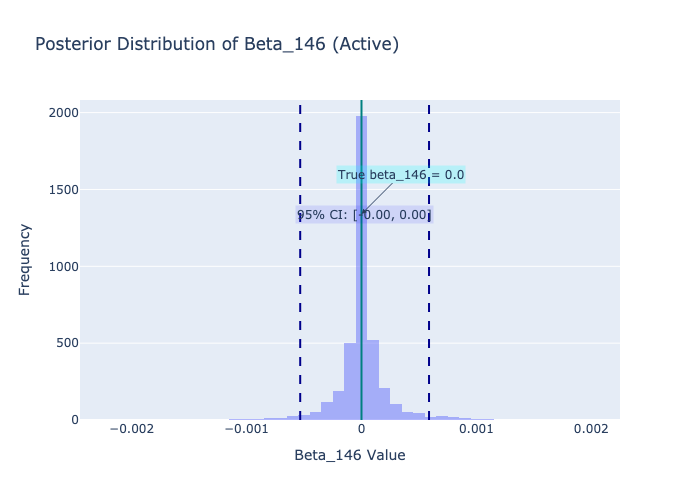 Posterior Distribution of Beta_146 (Active)
2000
1500
1000
500
0
Frequency
True beta_146 = 0.0
95% CI: [-0.00, 0.00]
−0.002
−0.001
0
0.001
0.002
Beta_146 Value